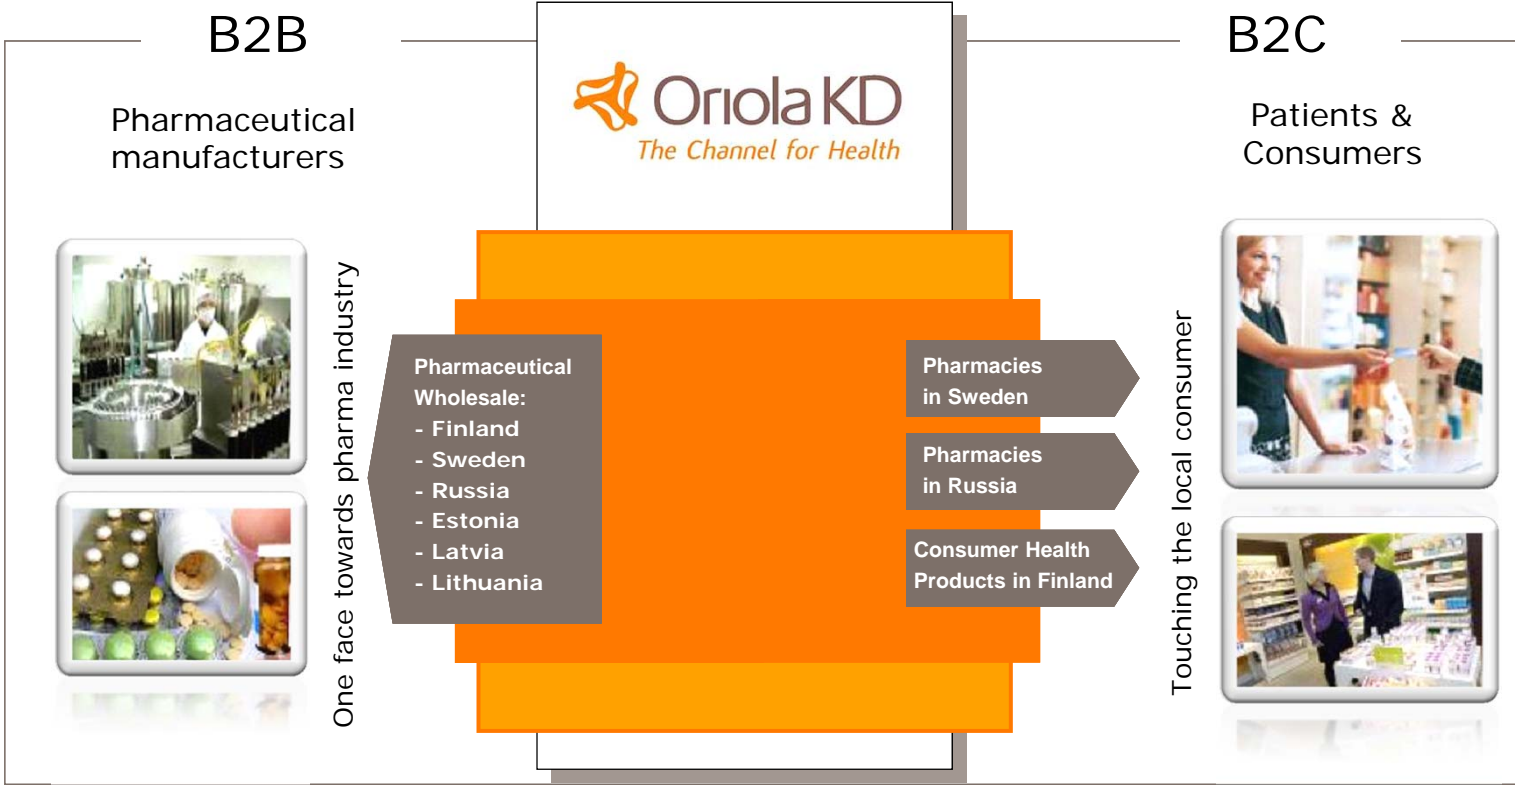 B2B
Pharmaceutical
manufacturers
One face towards pharma industry
Oriola KD
The Channel for Health
Pharmaceutical
Wholesale:
- Finland
- Sweden
- Russia
- Estonia
- Latvia
- Lithuania
Pharmacies
in Sweden
Pharmacies
in Russia
Consumer Health
Products in Finland
B2C
Patients &
Consumers
Touching the local consumer